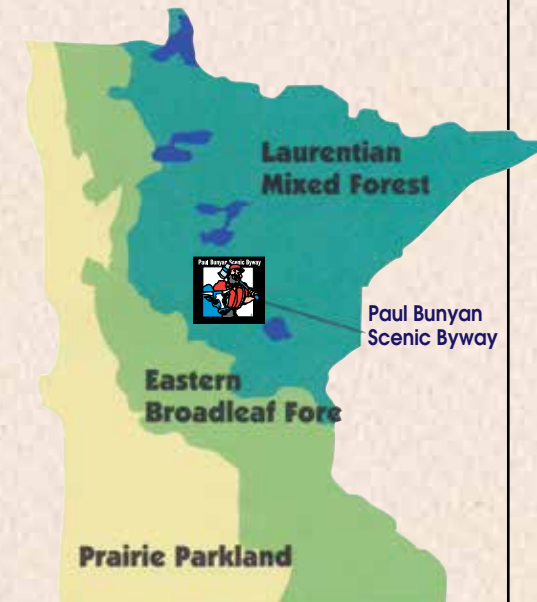 Laurentian
Mixed Forest
Paul Bunyan Scenic Byway
Paul Bunyan
Scenic Byway
Eastern
Broadleaf Fore
Prairie Parkland